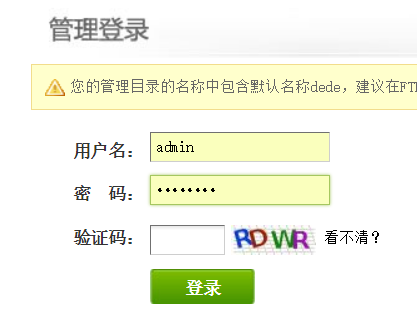 管理登录
您的管理目录的名称中包含默认名称dede，建议在FT
用户名：
admin
密 码：
••••••••
验证码：
RDWR
看不清？
登录